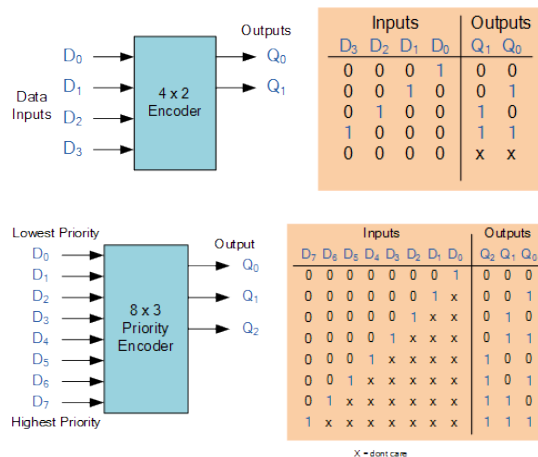 Outputs
D0
D1
D2
D3
Data
Inputs
4 x 2
Encoder
Q0
Q1
Inputs Outputs
D3 D2 D1 D0 Q1 Q0
0 0 0 1 0 0
0 0 1 0 0 1
0 1 0 0 1 0
1 0 0 0 1 1
0 0 0 0 x x
Lowest Priority
D0
D1
D2
D3
D4
D5
D6
D7
Highest Priority
8 x 3
Priority
Encoder
Output
Q0
Q1
Q2
Inputs Outputs
D7 D6 D5 D4 D3 D2 D1 D0 Q2 Q1 Q0
0 0 0 0 0 0 0 1 0 0 0
0 0 0 0 0 0 1 x 0 0 1
0 0 0 0 0 1 x x 0 1 0
0 0 0 0 1 x x x 0 1 1
0 0 0 1 x x x x 1 0 0
0 0 1 x x x x x 1 0 1
0 1 x x x x x x 1 1 0
1 x x x x x x x 1 1 1
X = dont care